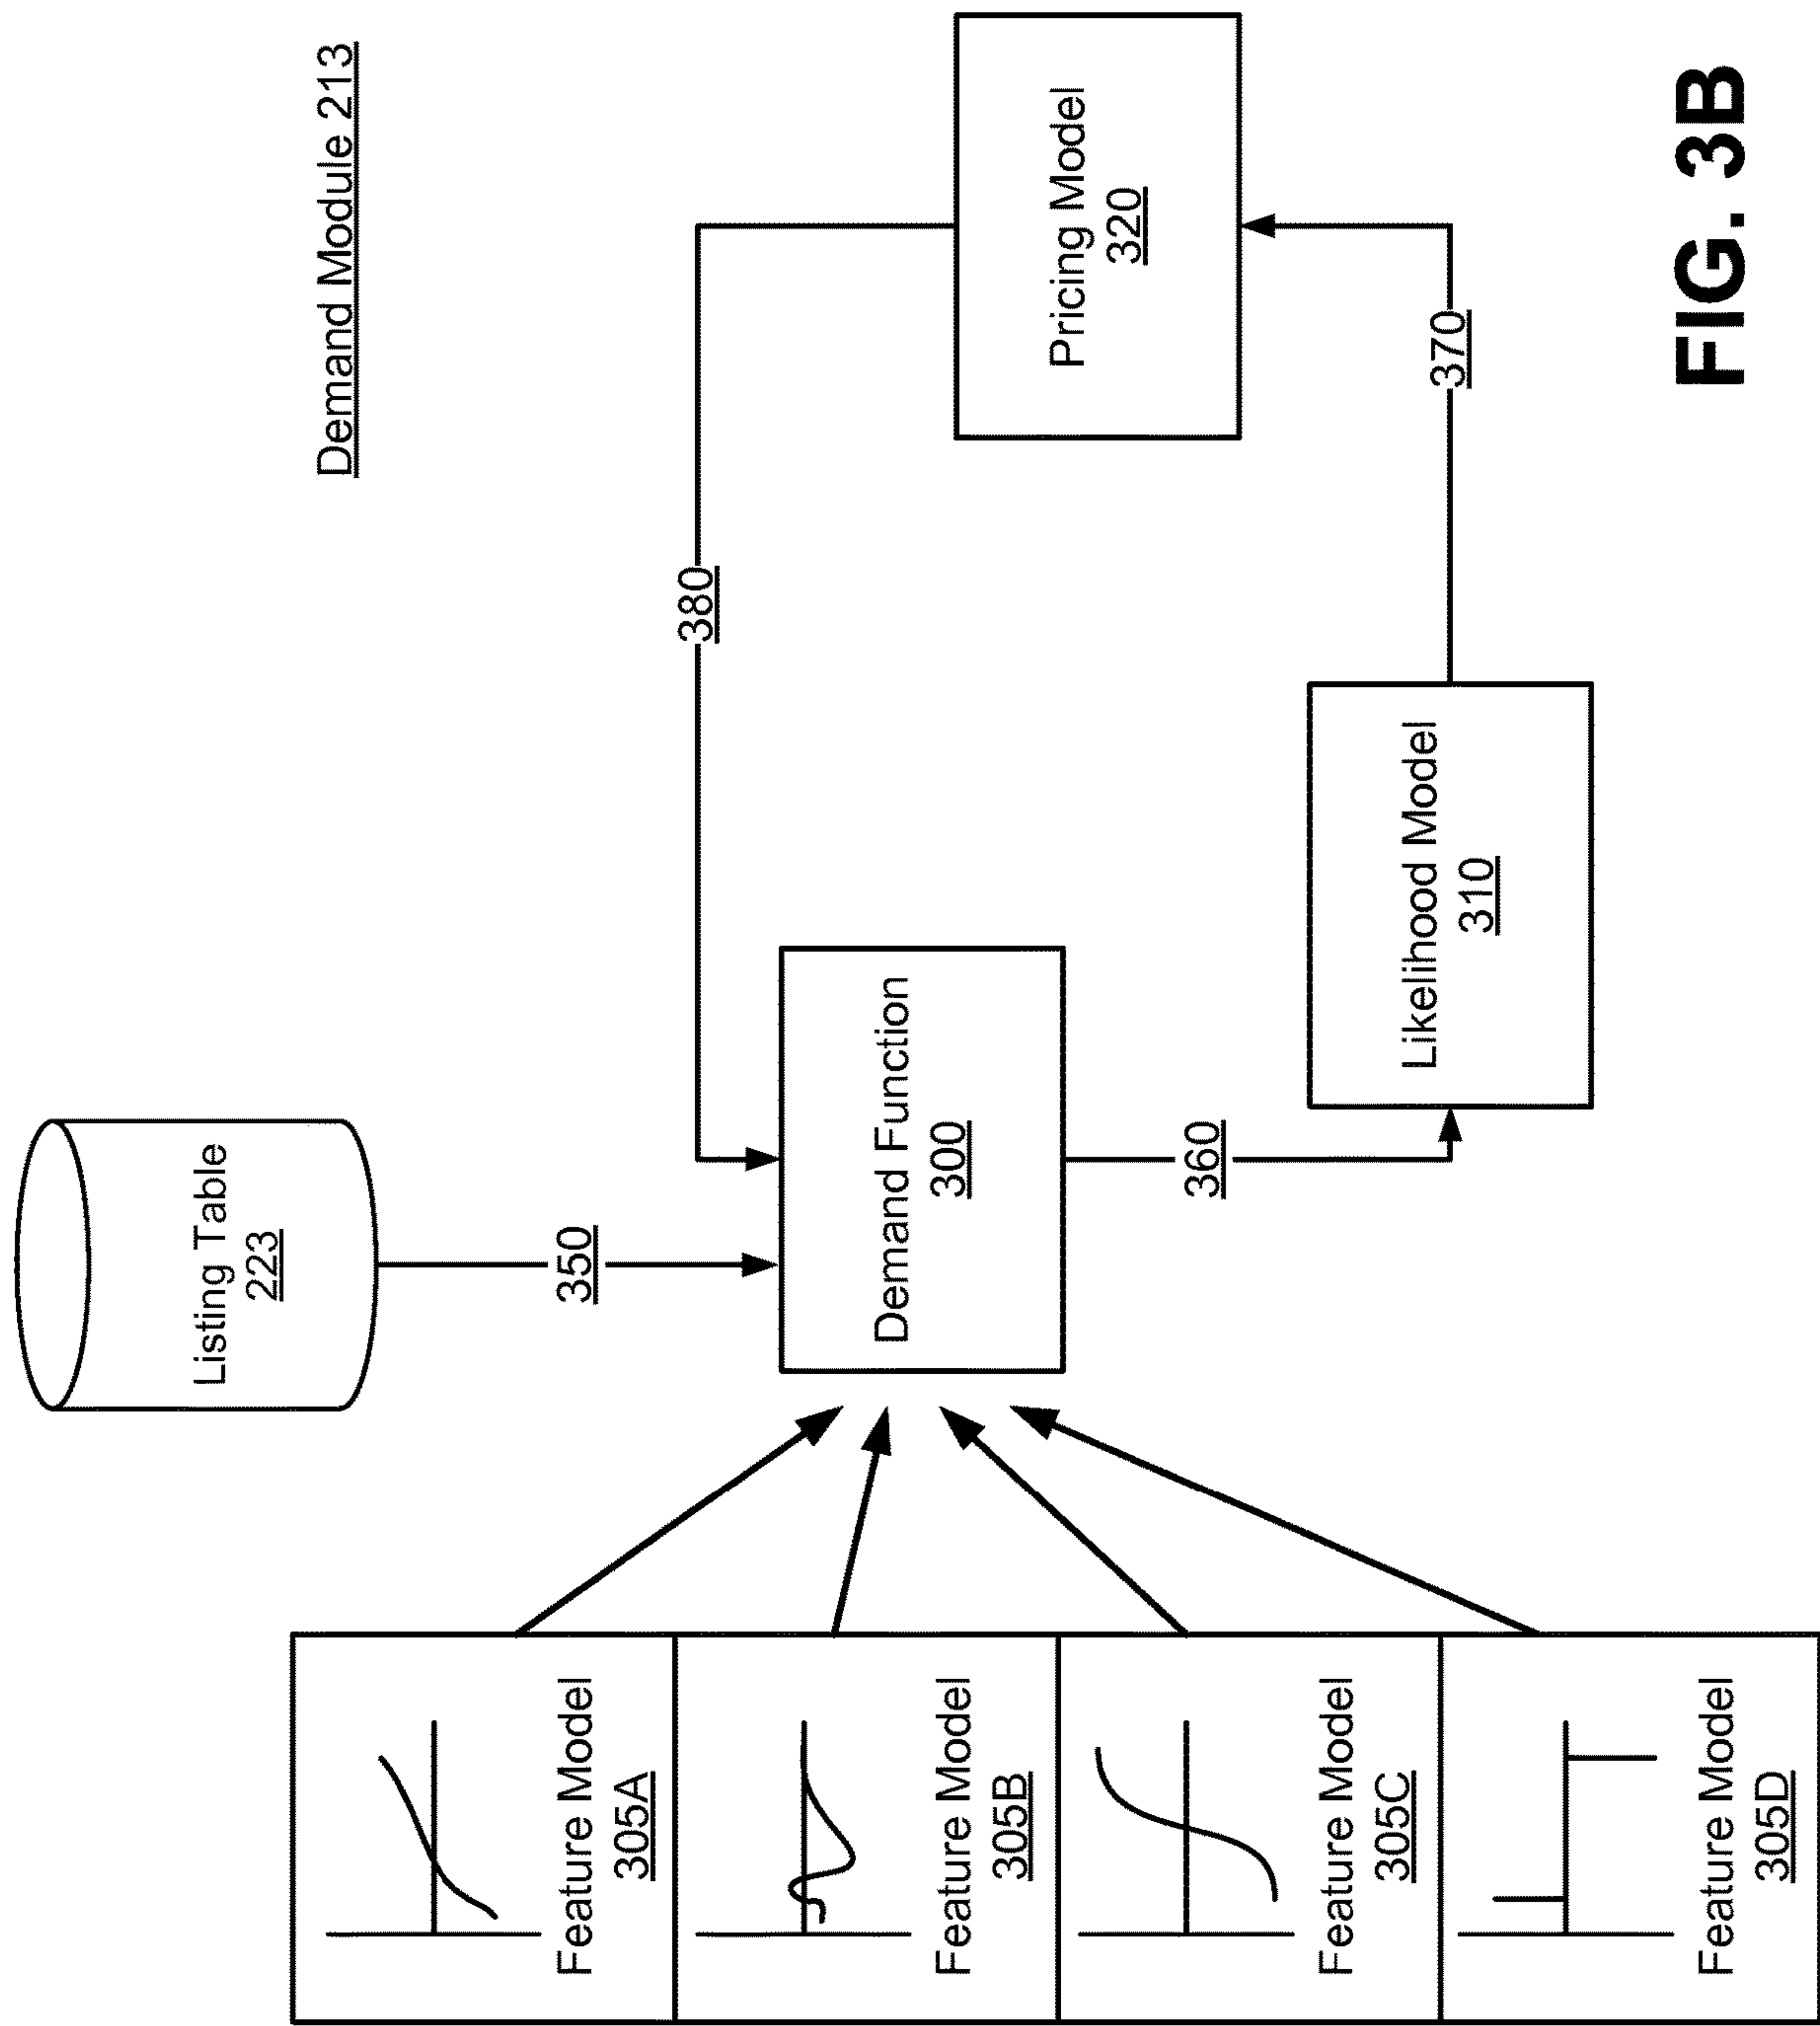 Demand Module 213
Listing Table
223
350
380
Feature Model
305A
Feature Model
305B
Feature Model
305C
Feature Model
305D
Demand Function
300
360
Likelihood Model
310
370
Pricing Model
320
FIG. 3B